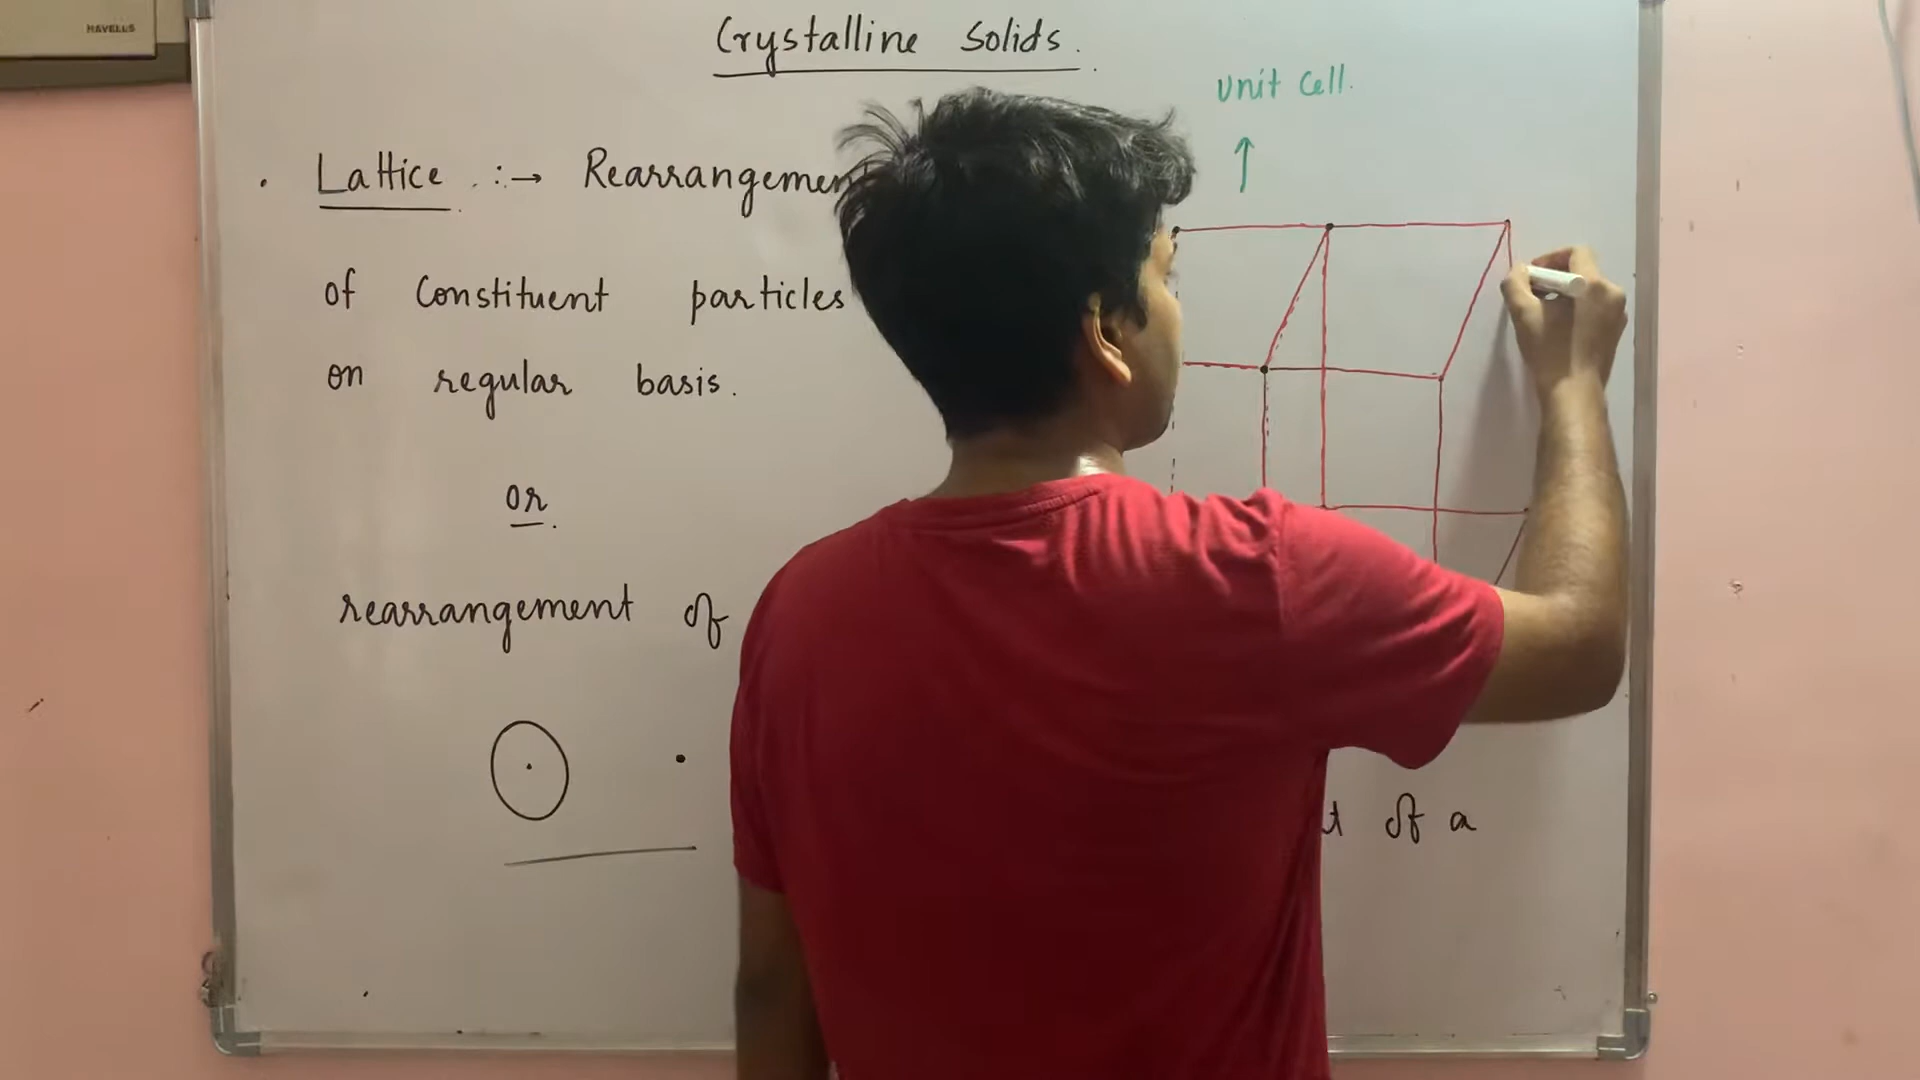 HAVELLS
Crystalline Solids.
Unit Cell.
. Lattice :→ Rearrangement
of Constituent particles
on regular basis.
or
rearrangement of
of a